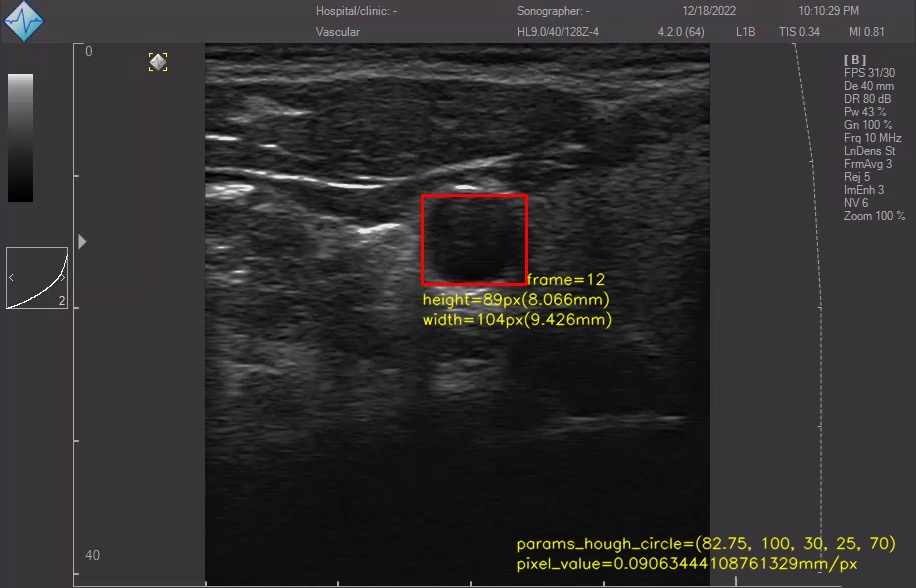 Hospital/clinic: - Sonographer: - 12/18/2022 10:10:29 PM
Vascular HL9.0/40/128Z-4 4.2.0 (64) L1B TIS 0.34 MI 0.81
0
[ B ]
FPS 31/30
De 40 mm
DR 80 dB
Pw 43 %
Gn 100 %
Frq 10 MHz
LnDens St
FrmAvg 3
Rej 5
ImEnh 3
NV 6
Zoom 100 %
2
frame=12
height=89px(8.066mm)
width=104px(9.426mm)
params_hough_circle=(82.75, 100, 30, 25, 70)
40
pixel_value=0.09063444108761329mm/px